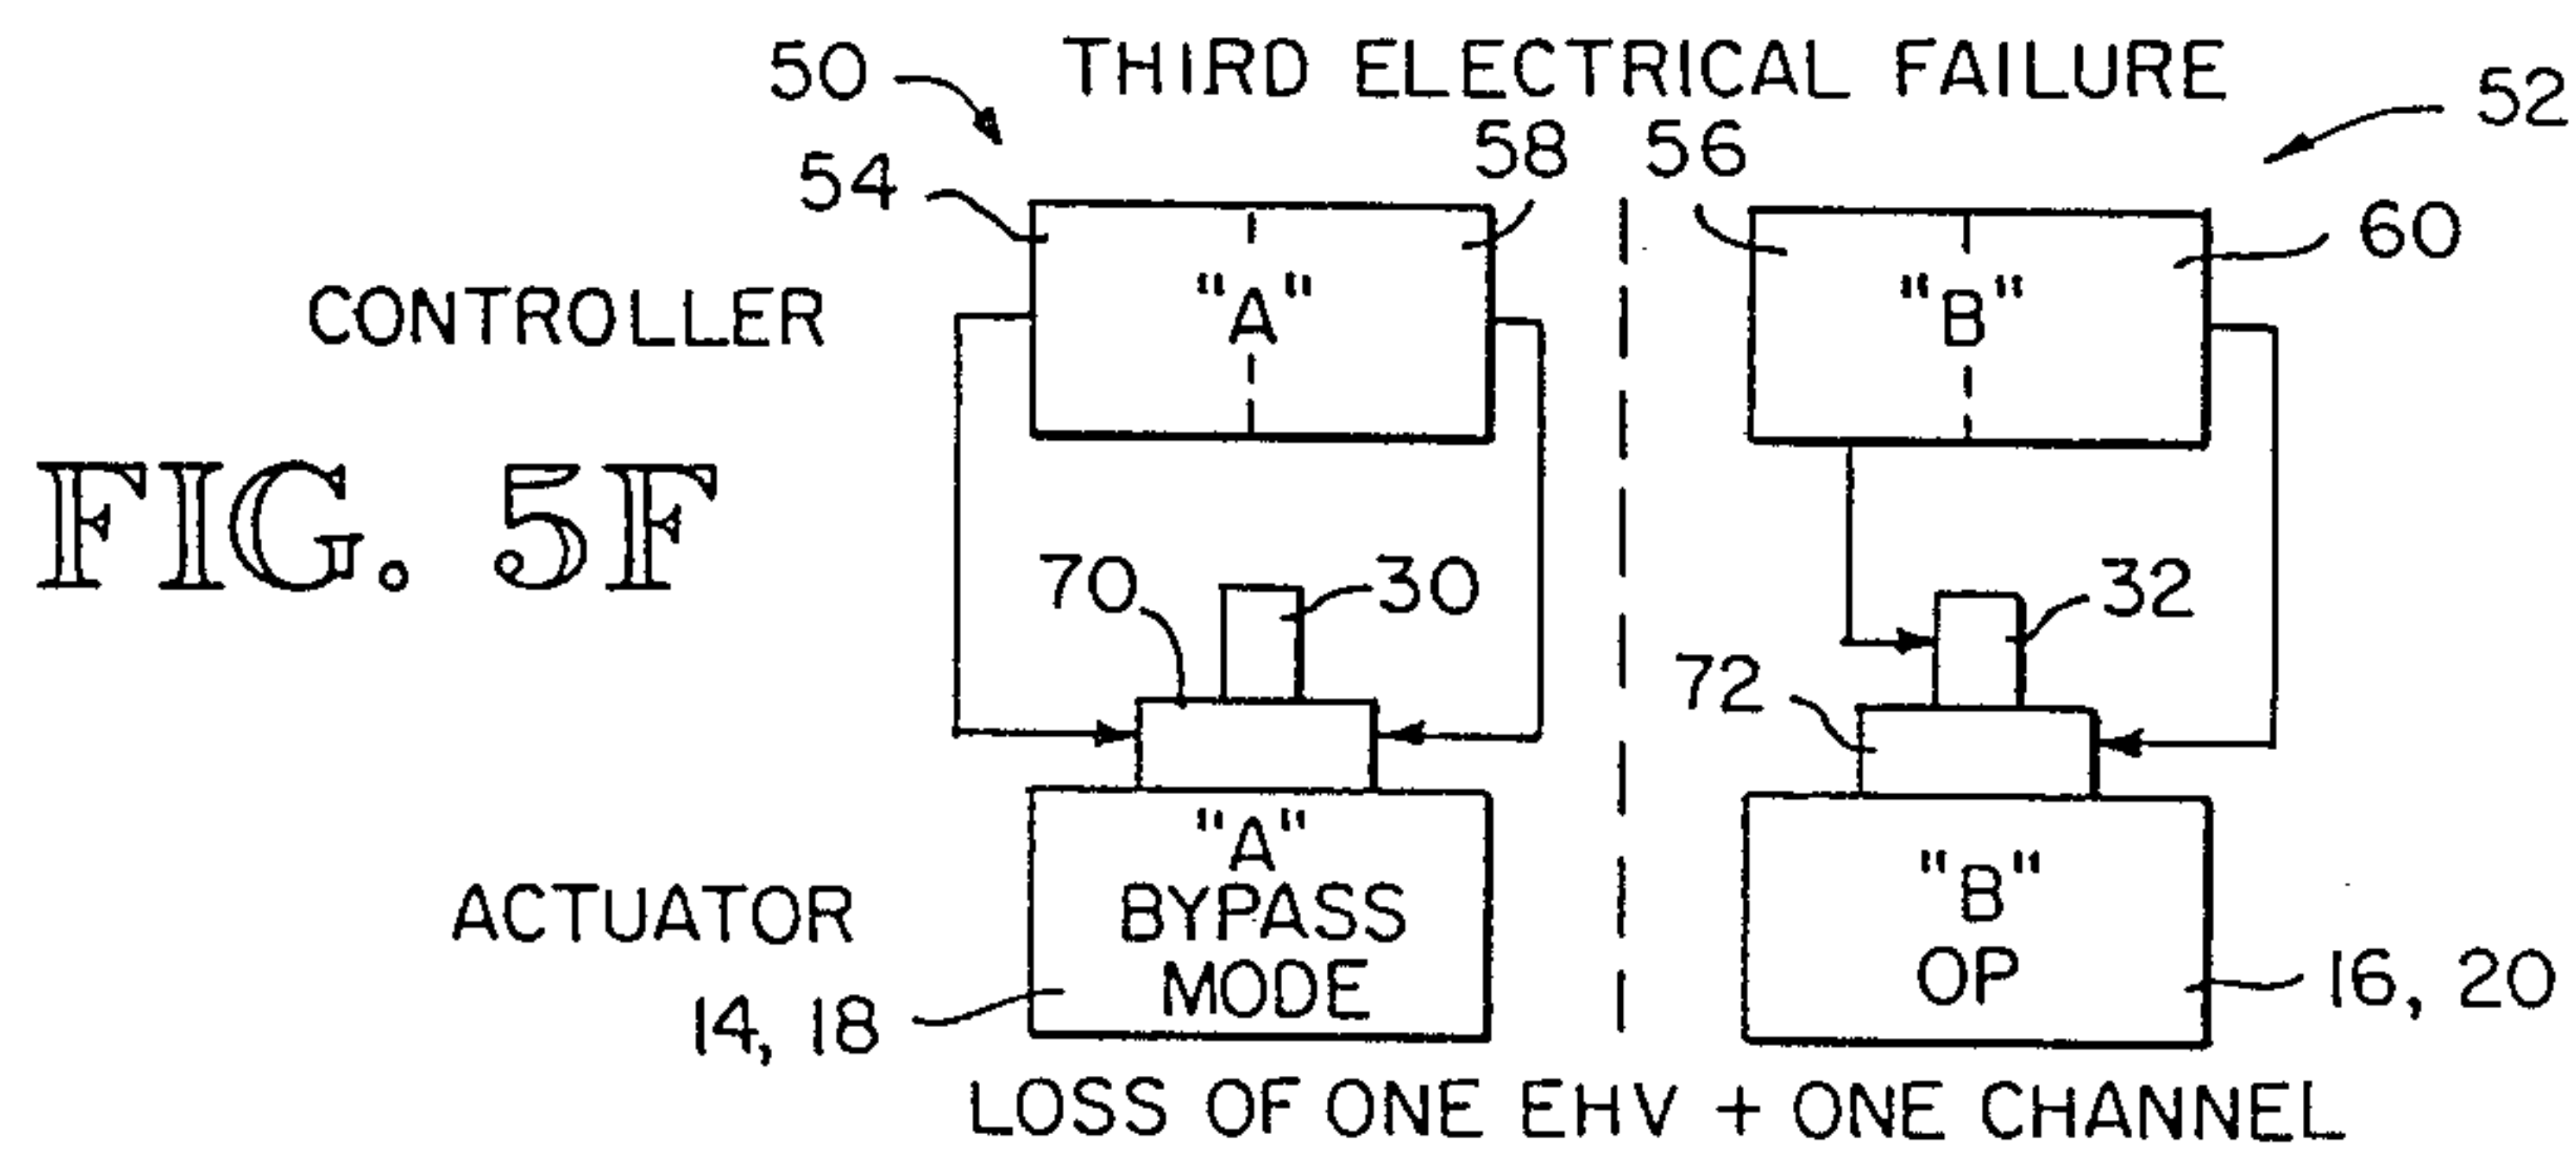 THIRD ELECTRICAL FAILURE
50
52
54
58
56
60
CONTROLLER
"A"
"B"
FIG. 5F
70
30
32
72
ACTUATOR
"A"
BYPASS
MODE
"B"
OP
14, 18
16, 20
LOSS OF ONE EHV + ONE CHANNEL